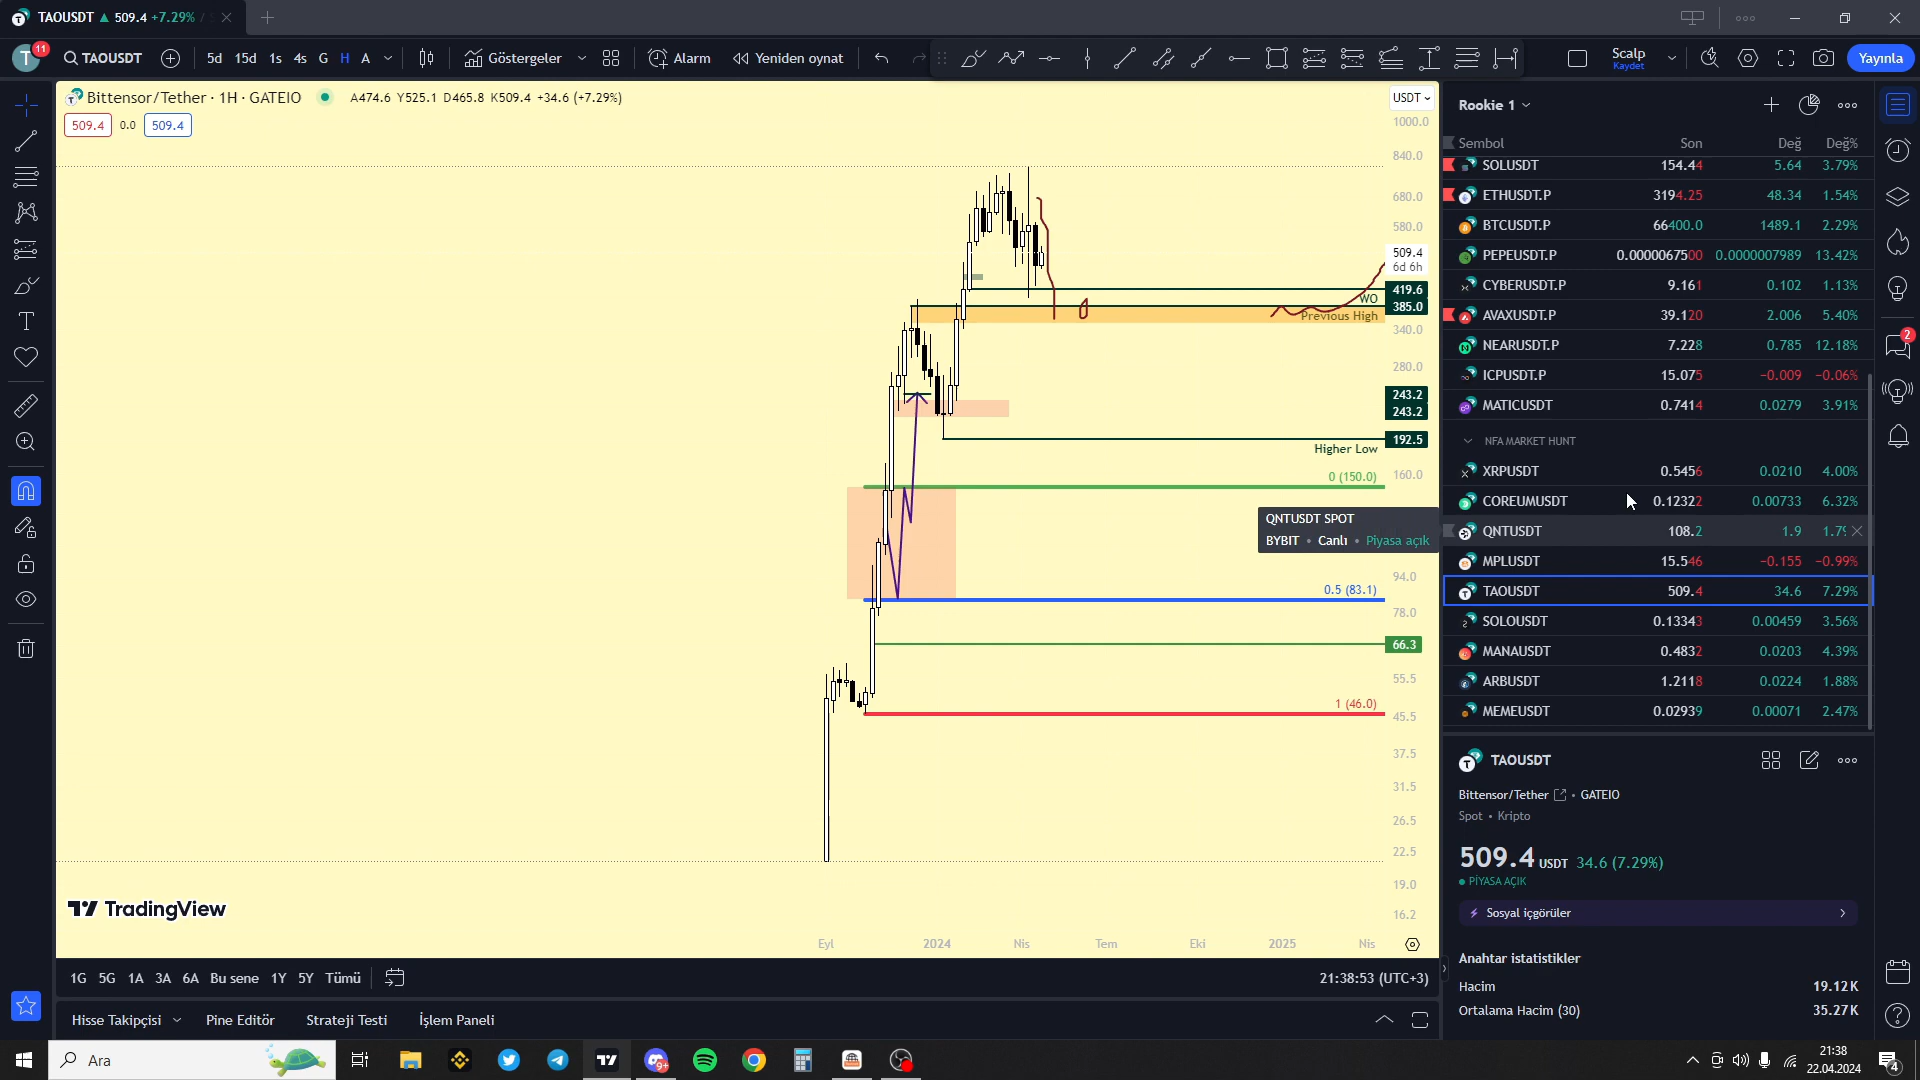 TAOUSDT ▲ 509.4 +7.29% /
T 11 TAOUSDT 5d 15d 1s 4s G H A Göstergeler Alarm Yeniden oynat Scalp Kaydet Yayınla
Bittensor/Tether · 1H · GATEIO A474.6 Y525.1 D465.8 K509.4 +34.6 (+7.29%)
509.4 0.0 509.4
USDT
1000.0
840.0
680.0
580.0
509.4
6d 6h
419.6
WO
385.0
Previous High
340.0
280.0
243.2
243.2
192.5
Higher Low
0 (150.0)
160.0
QNTUSDT SPOT
BYBIT • Canlı • Piyasa açık
94.0
0.5 (83.1)
78.0
66.3
55.5
1 (46.0)
45.5
37.5
31.5
26.5
22.5
19.0
16.2
TradingView
Eyl 2024 Nis Tem Eki 2025 Nis
1G 5G 1A 3A 6A Bu sene 1Y 5Y Tümü 21:38:53 (UTC+3)
Hisse Takipçisi Pine Editör Strateji Testi İşlem Paneli
Rookie 1
Sembol Son Değ Değ%
SOLUSDT 154.44 5.64 3.79%
ETHUSDT.P 3194.25 48.34 1.54%
BTCUSDT.P 66400.0 1489.1 2.29%
PEPEUSDT.P 0.0000067500 0.0000007989 13.42%
CYBERUSDT.P 9.161 0.102 1.13%
AVAXUSDT.P 39.120 2.006 5.40%
NEARUSDT.P 7.228 0.785 12.18%
ICPUSDT.P 15.075 −0.009 −0.06%
MATICUSDT 0.7414 0.0279 3.91%
NFA MARKET HUNT
XRPUSDT 0.5456 0.0210 4.00%
COREUMUSDT 0.12322 0.00733 6.32%
QNTUSDT 108.2 1.9 1.79
MPLUSDT 15.546 −0.155 −0.99%
TAOUSDT 509.4 34.6 7.29%
SOLOUSDT 0.13343 0.00459 3.56%
MANAUSDT 0.4832 0.0203 4.39%
ARBUSDT 1.2118 0.0224 1.88%
MEMEUSDT 0.02939 0.00071 2.47%
TAOUSDT
Bittensor/Tether • GATEIO
Spot • Kripto
509.4 USDT 34.6 (7.29%)
PİYASA AÇIK
Sosyal içgörüler
Anahtar istatistikler
Hacim 19.12K
Ortalama Hacim (30) 35.27K
2
Ara
9+
21:38
22.04.2024
4